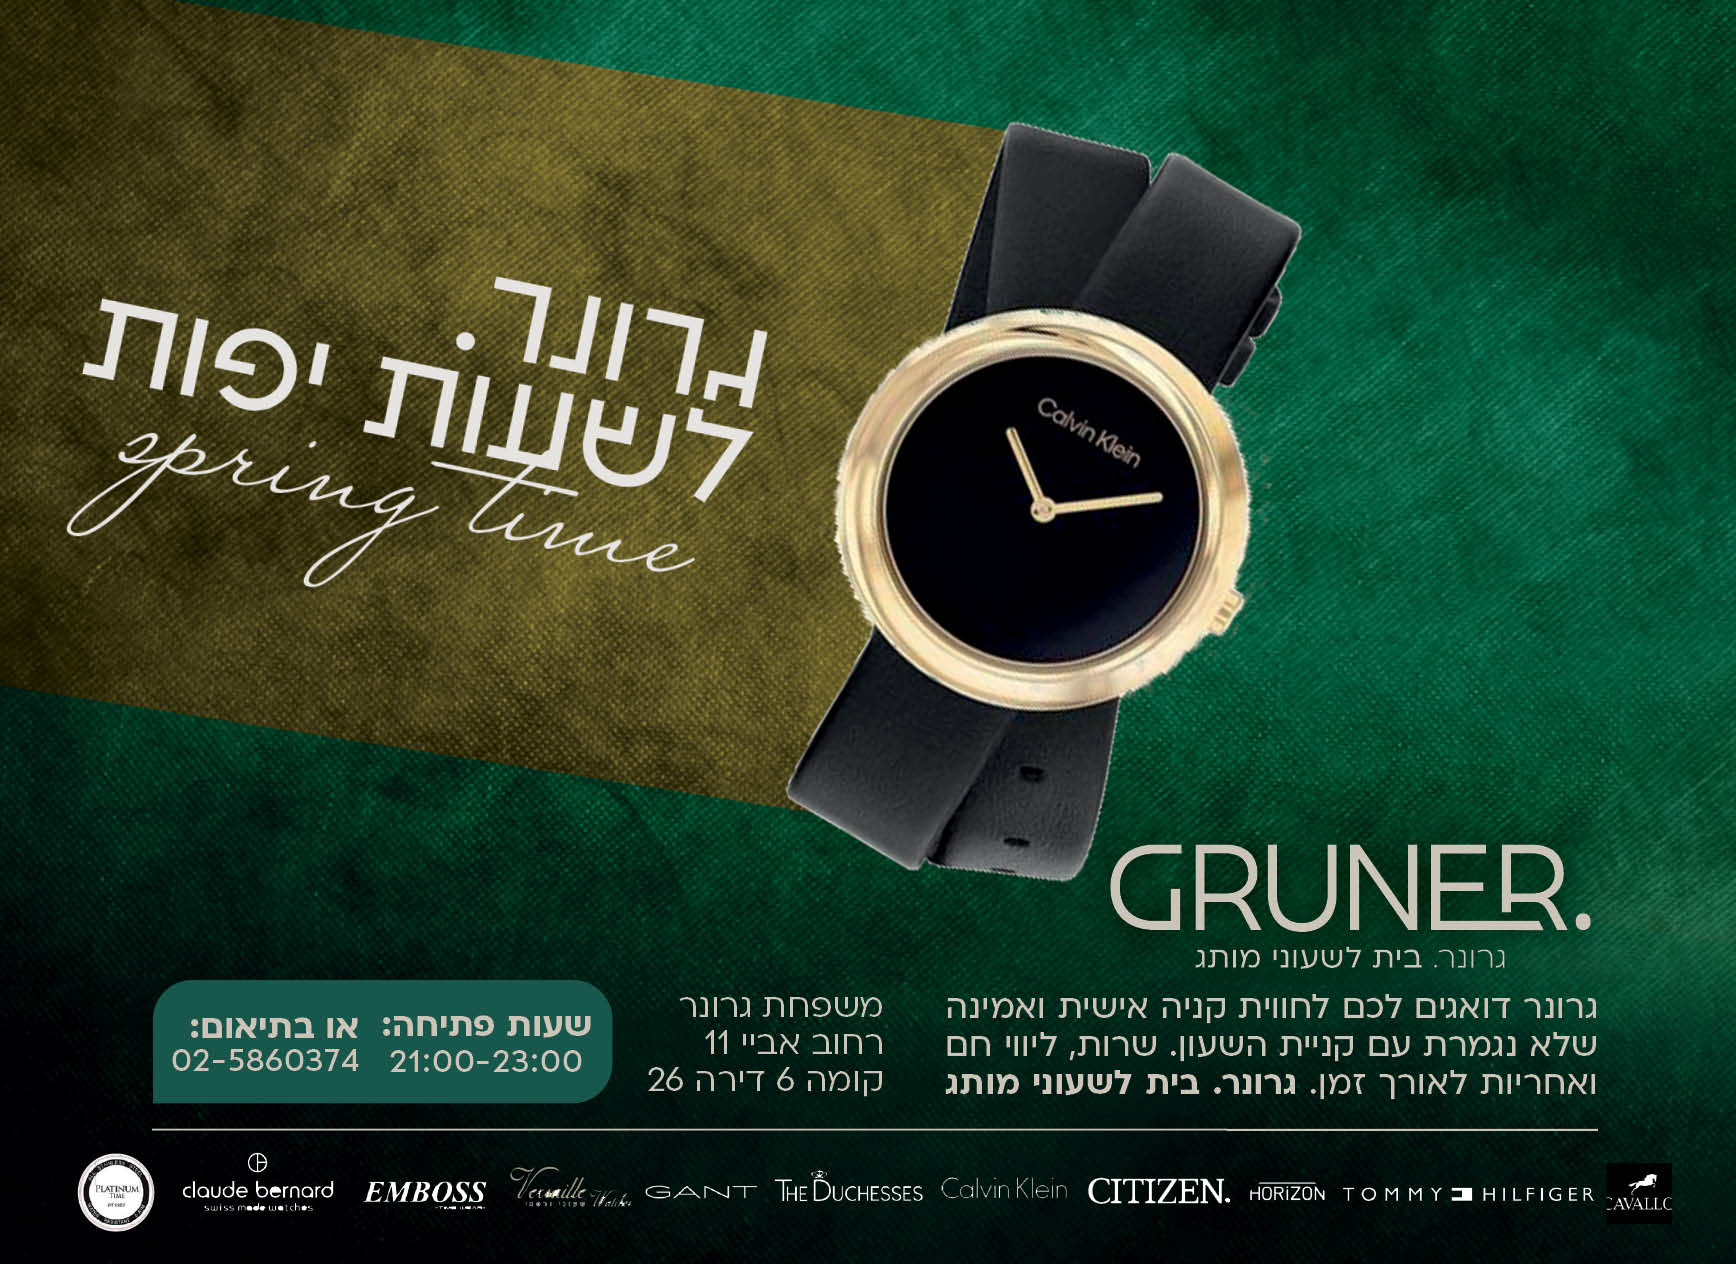 גרונר.
לשעות יפות
spring time
Calvin Klein
GRUNER.
גרונר. בית לשעוני מותג
גרונר דואגים לכם לחווית קניה אישית ואמינה
שלא נגמרת עם קניית השעון. שרות, ליווי חם
ואחריות לאורך זמן. גרונר. בית לשעוני מותג
משפחת גרונר
רחוב אביי 11
קומה 6 דירה 26
שעות פתיחה:
21:00-23:00
או בתיאום:
02-5860374
PLATINUM
TIME
claude bernard
swiss made watches
EMBOSS
TIME WEAR
Versaille Watches
GANT
THE DUCHESSES
Calvin Klein
CITIZEN.
HORIZON
TOMMY HILFIGER
CAVALLO